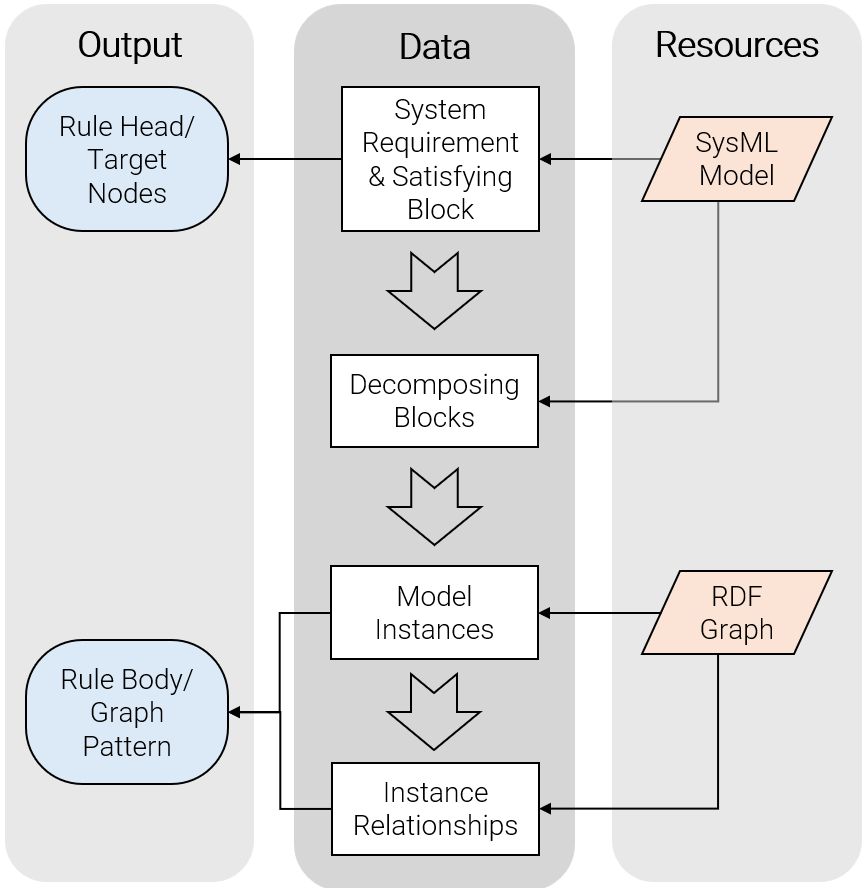 Output
Data
Resources
Rule Head/
Target
Nodes
System
Requirement
& Satisfying
Block
SysML
Model
Decomposing
Blocks
Model
Instances
RDF
Graph
Rule Body/
Graph
Pattern
Instance
Relationships